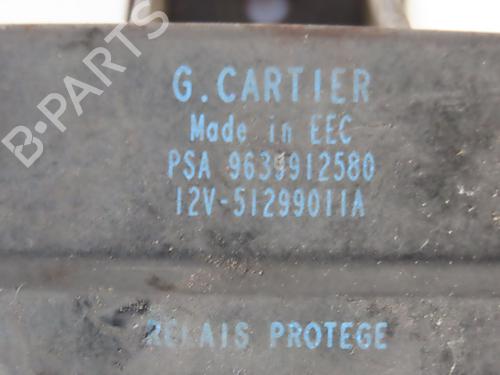 B-PARTS
G.CARTIER
Made in EEC
PSA 9639912580
12V-51299011A
RELAIS PROTEGE